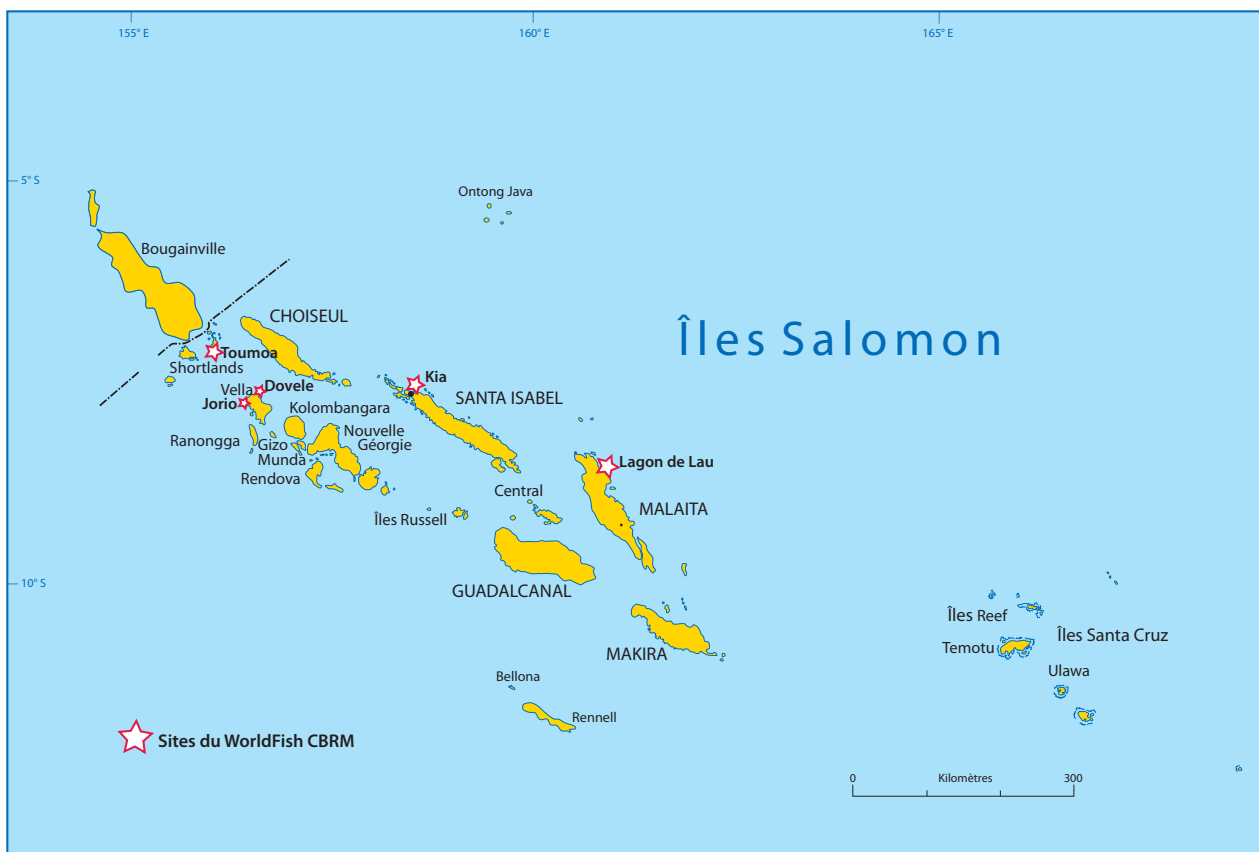 155° E
160° E
165° E
5° S
Ontong Java
Bougainville
CHOISEUL
Îles Salomon
Toumoa
Shortlands
Kia
Vella
Dovele
SANTA ISABEL
Jorio
Kolombangara
Nouvelle
Géorgie
Ranongga
Gizo
Munda
Rendova
Lagon de Lau
Central
MALAITA
Îles Russell
10° S
GUADALCANAL
Îles Reef
Îles Santa Cruz
Temotu
MAKIRA
Ulawa
Bellona
Rennell
Sites du WorldFish CBRM
0
Kilomètres
300